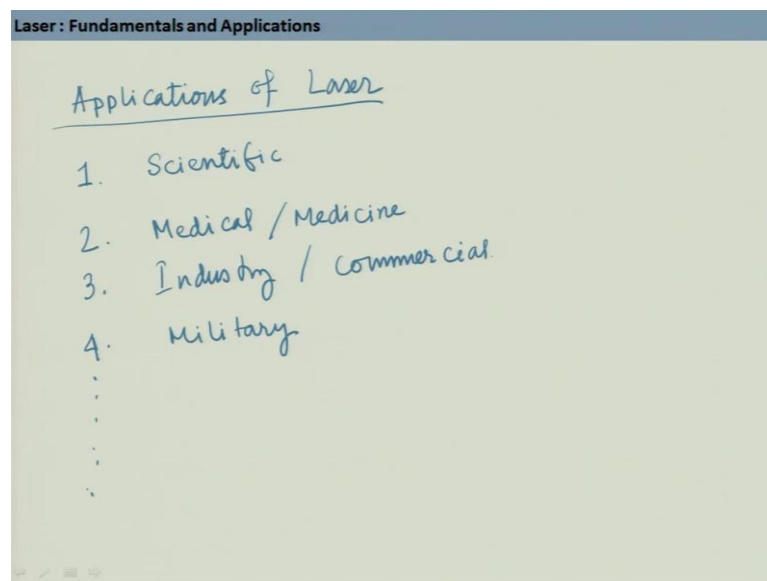 Laser : Fundamentals and Applications
Applications of Laser
1. Scientific
2. Medical / Medicine
3. Industry / Commercial.
4. Military